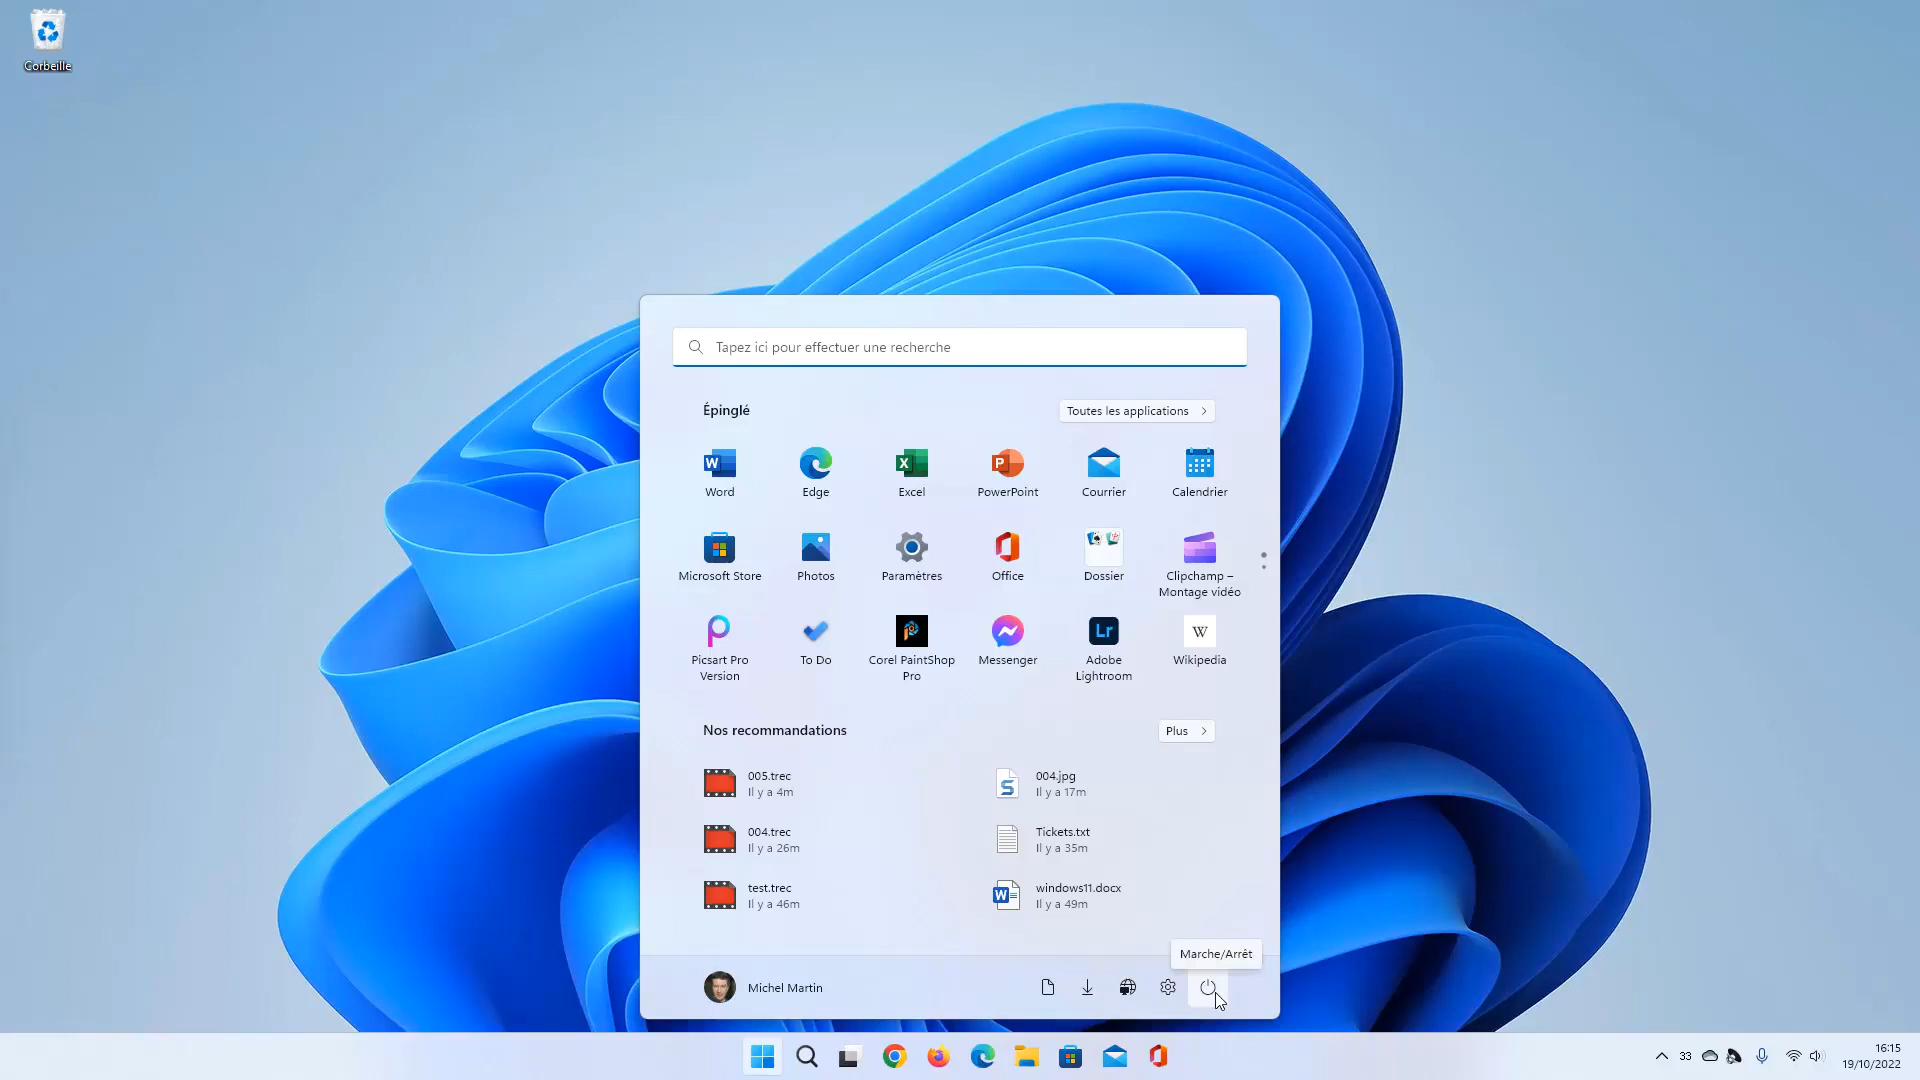 Corbeille
Tapez ici pour effectuer une recherche
Épinglé
Toutes les applications
Word
Edge
Excel
PowerPoint
Courrier
Calendrier
Microsoft Store
Photos
Paramètres
Office
Dossier
Clipchamp –
Montage vidéo
Picsart Pro
Version
To Do
Corel PaintShop
Pro
Messenger
Lr
Adobe
Lightroom
W
Wikipedia
Nos recommandations
Plus
005.trec
Il y a 4m
004.jpg
Il y a 17m
004.trec
Il y a 26m
Tickets.txt
Il y a 35m
test.trec
Il y a 46m
windows11.docx
Il y a 49m
Marche/Arrêt
Michel Martin
33
16:15
19/10/2022